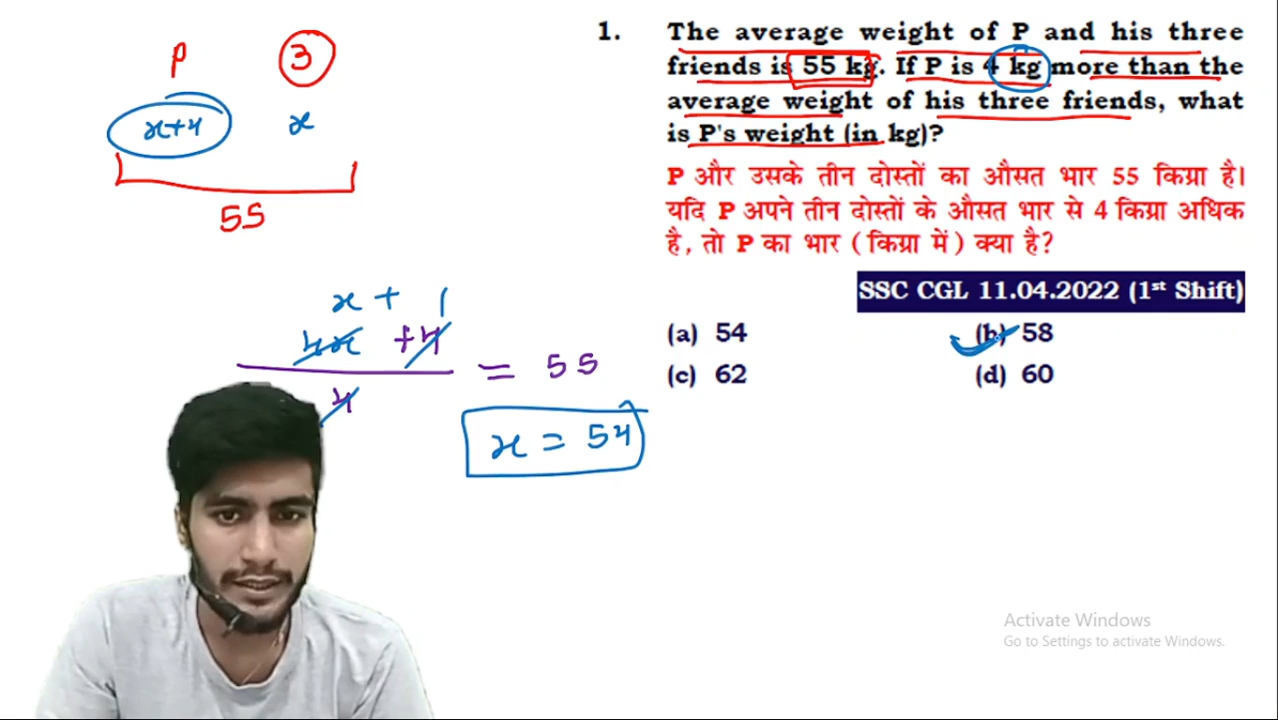 P 3
x+4 x
55
x + 1
4x +4
4
= 55
x = 54
1. The average weight of P and his three
friends is 55 kg. If P is 4 kg more than the
average weight of his three friends, what
is P's weight (in kg)?
P और उसके तीन दोस्तों का औसत भार 55 किग्रा है।
यदि P अपने तीन दोस्तों के औसत भार से 4 किग्रा अधिक
है, तो P का भार ( किग्रा में ) क्या है?
SSC CGL 11.04.2022 (1st Shift)
(a) 54 (b) 58
(c) 62 (d) 60
Activate Windows
Go to Settings to activate Windows.